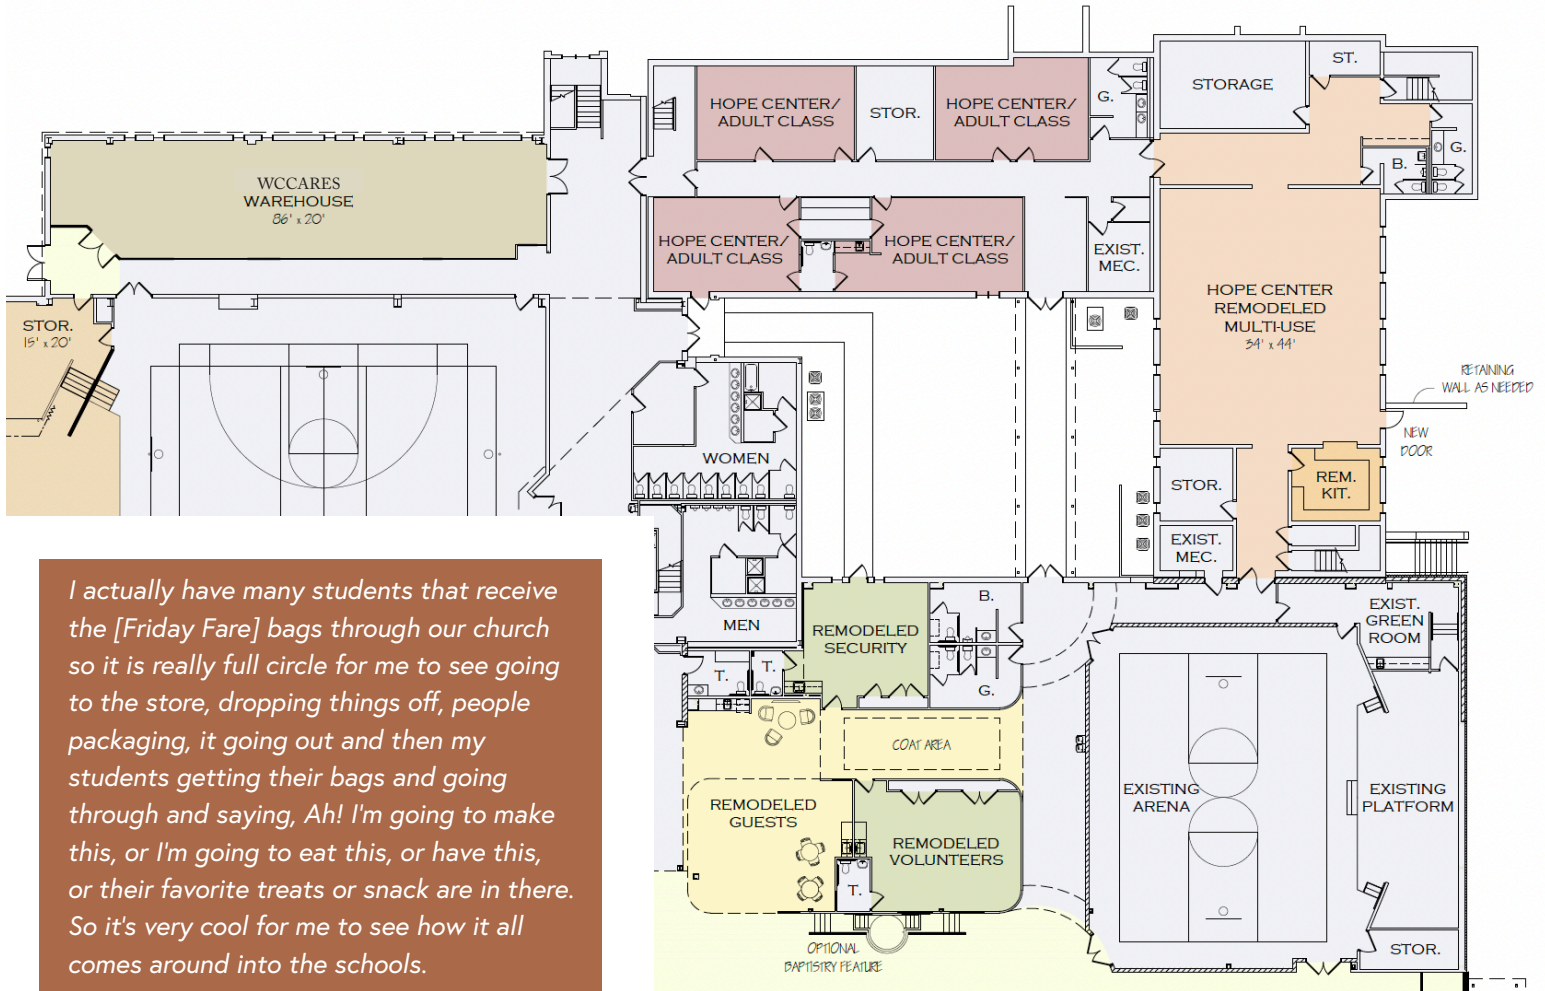 STORAGE
ST.
HOPE CENTER/
ADULT CLASS
STOR.
HOPE CENTER/
ADULT CLASS
G.
G.
B.
WCCARES
WAREHOUSE
86' x 20'
HOPE CENTER/
ADULT CLASS
HOPE CENTER/
ADULT CLASS
EXIST.
MEC.
HOPE CENTER
REMODELED
MULTI-USE
34' x 44'
STOR.
15' x 20'
RETAINING
WALL AS NEEDED
NEW
DOOR
WOMEN
STOR.
REM.
KIT.
EXIST.
MEC.
MEN
REMODELED
SECURITY
B.
G.
EXIST.
GREEN
ROOM
T.
T.
COAT AREA
REMODELED
GUESTS
REMODELED
VOLUNTEERS
T.
EXISTING
ARENA
EXISTING
PLATFORM
STOR.
OPTIONAL
BAPTISTRY FEATURE
I actually have many students that receive
the [Friday Fare] bags through our church
so it is really full circle for me to see going
to the store, dropping things off, people
packaging, it going out and then my
students getting their bags and going
through and saying, Ah! I'm going to make
this, or I'm going to eat this, or have this,
or their favorite treats or snack are in there.
So it's very cool for me to see how it all
comes around into the schools.